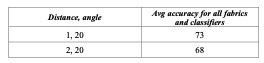 Distance, angle
Avg accuracy for all fabrics
and classifiers
1, 20
73
2, 20
68